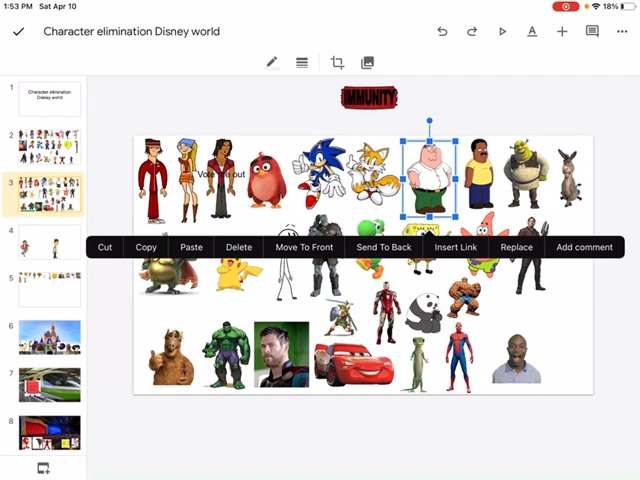 1:53 PM Sat Apr 10
18%
Character elimination Disney world
IMMUNITY
1
Character elimination
Disney world
2
3
4
5
6
7
8
Vote me out
Cut Copy Paste Delete Move To Front Send To Back Insert Link Replace Add comment